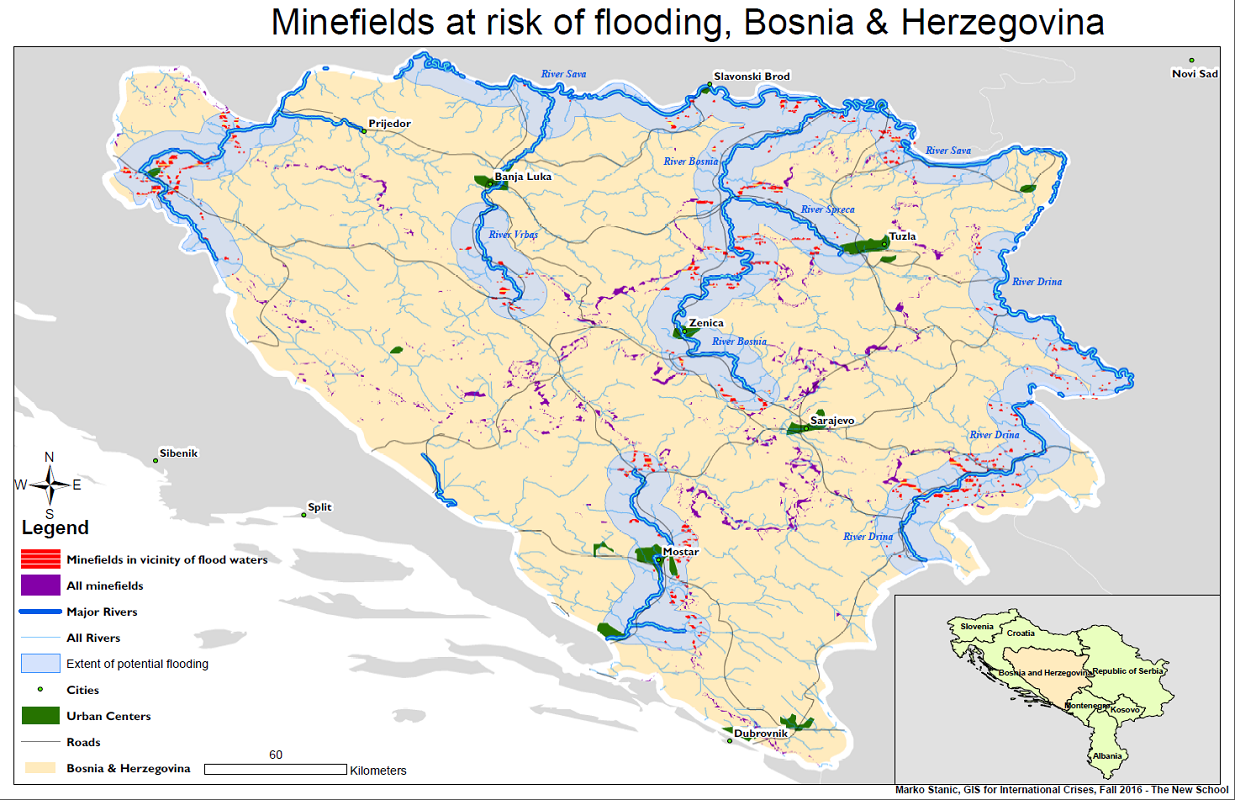 Minefields at risk of flooding, Bosnia & Herzegovina
Novi Sad
River Sava
Slavonski Brod
Prijedor
River Sava
River Bosnia
Banja Luka
River Spreca
River Vrbas
Tuzla
River Drina
Zenica
River Bosnia
Sarajevo
River Drina
Sibenik
N
W E
S
Split
River Drina
Mostar
Legend
Minefields in vicinity of flood waters
All minefields
Major Rivers
All Rivers
Extent of potential flooding
Cities
Urban Centers
Roads
Bosnia & Herzegovina
60
Kilometers
Dubrovnik
Slovenia
Croatia
Bosnia and Herzegovina
Republic of Serbia
Montenegro
Kosovo
Albania
Marko Stanic, GIS for International Crises, Fall 2016 - The New School